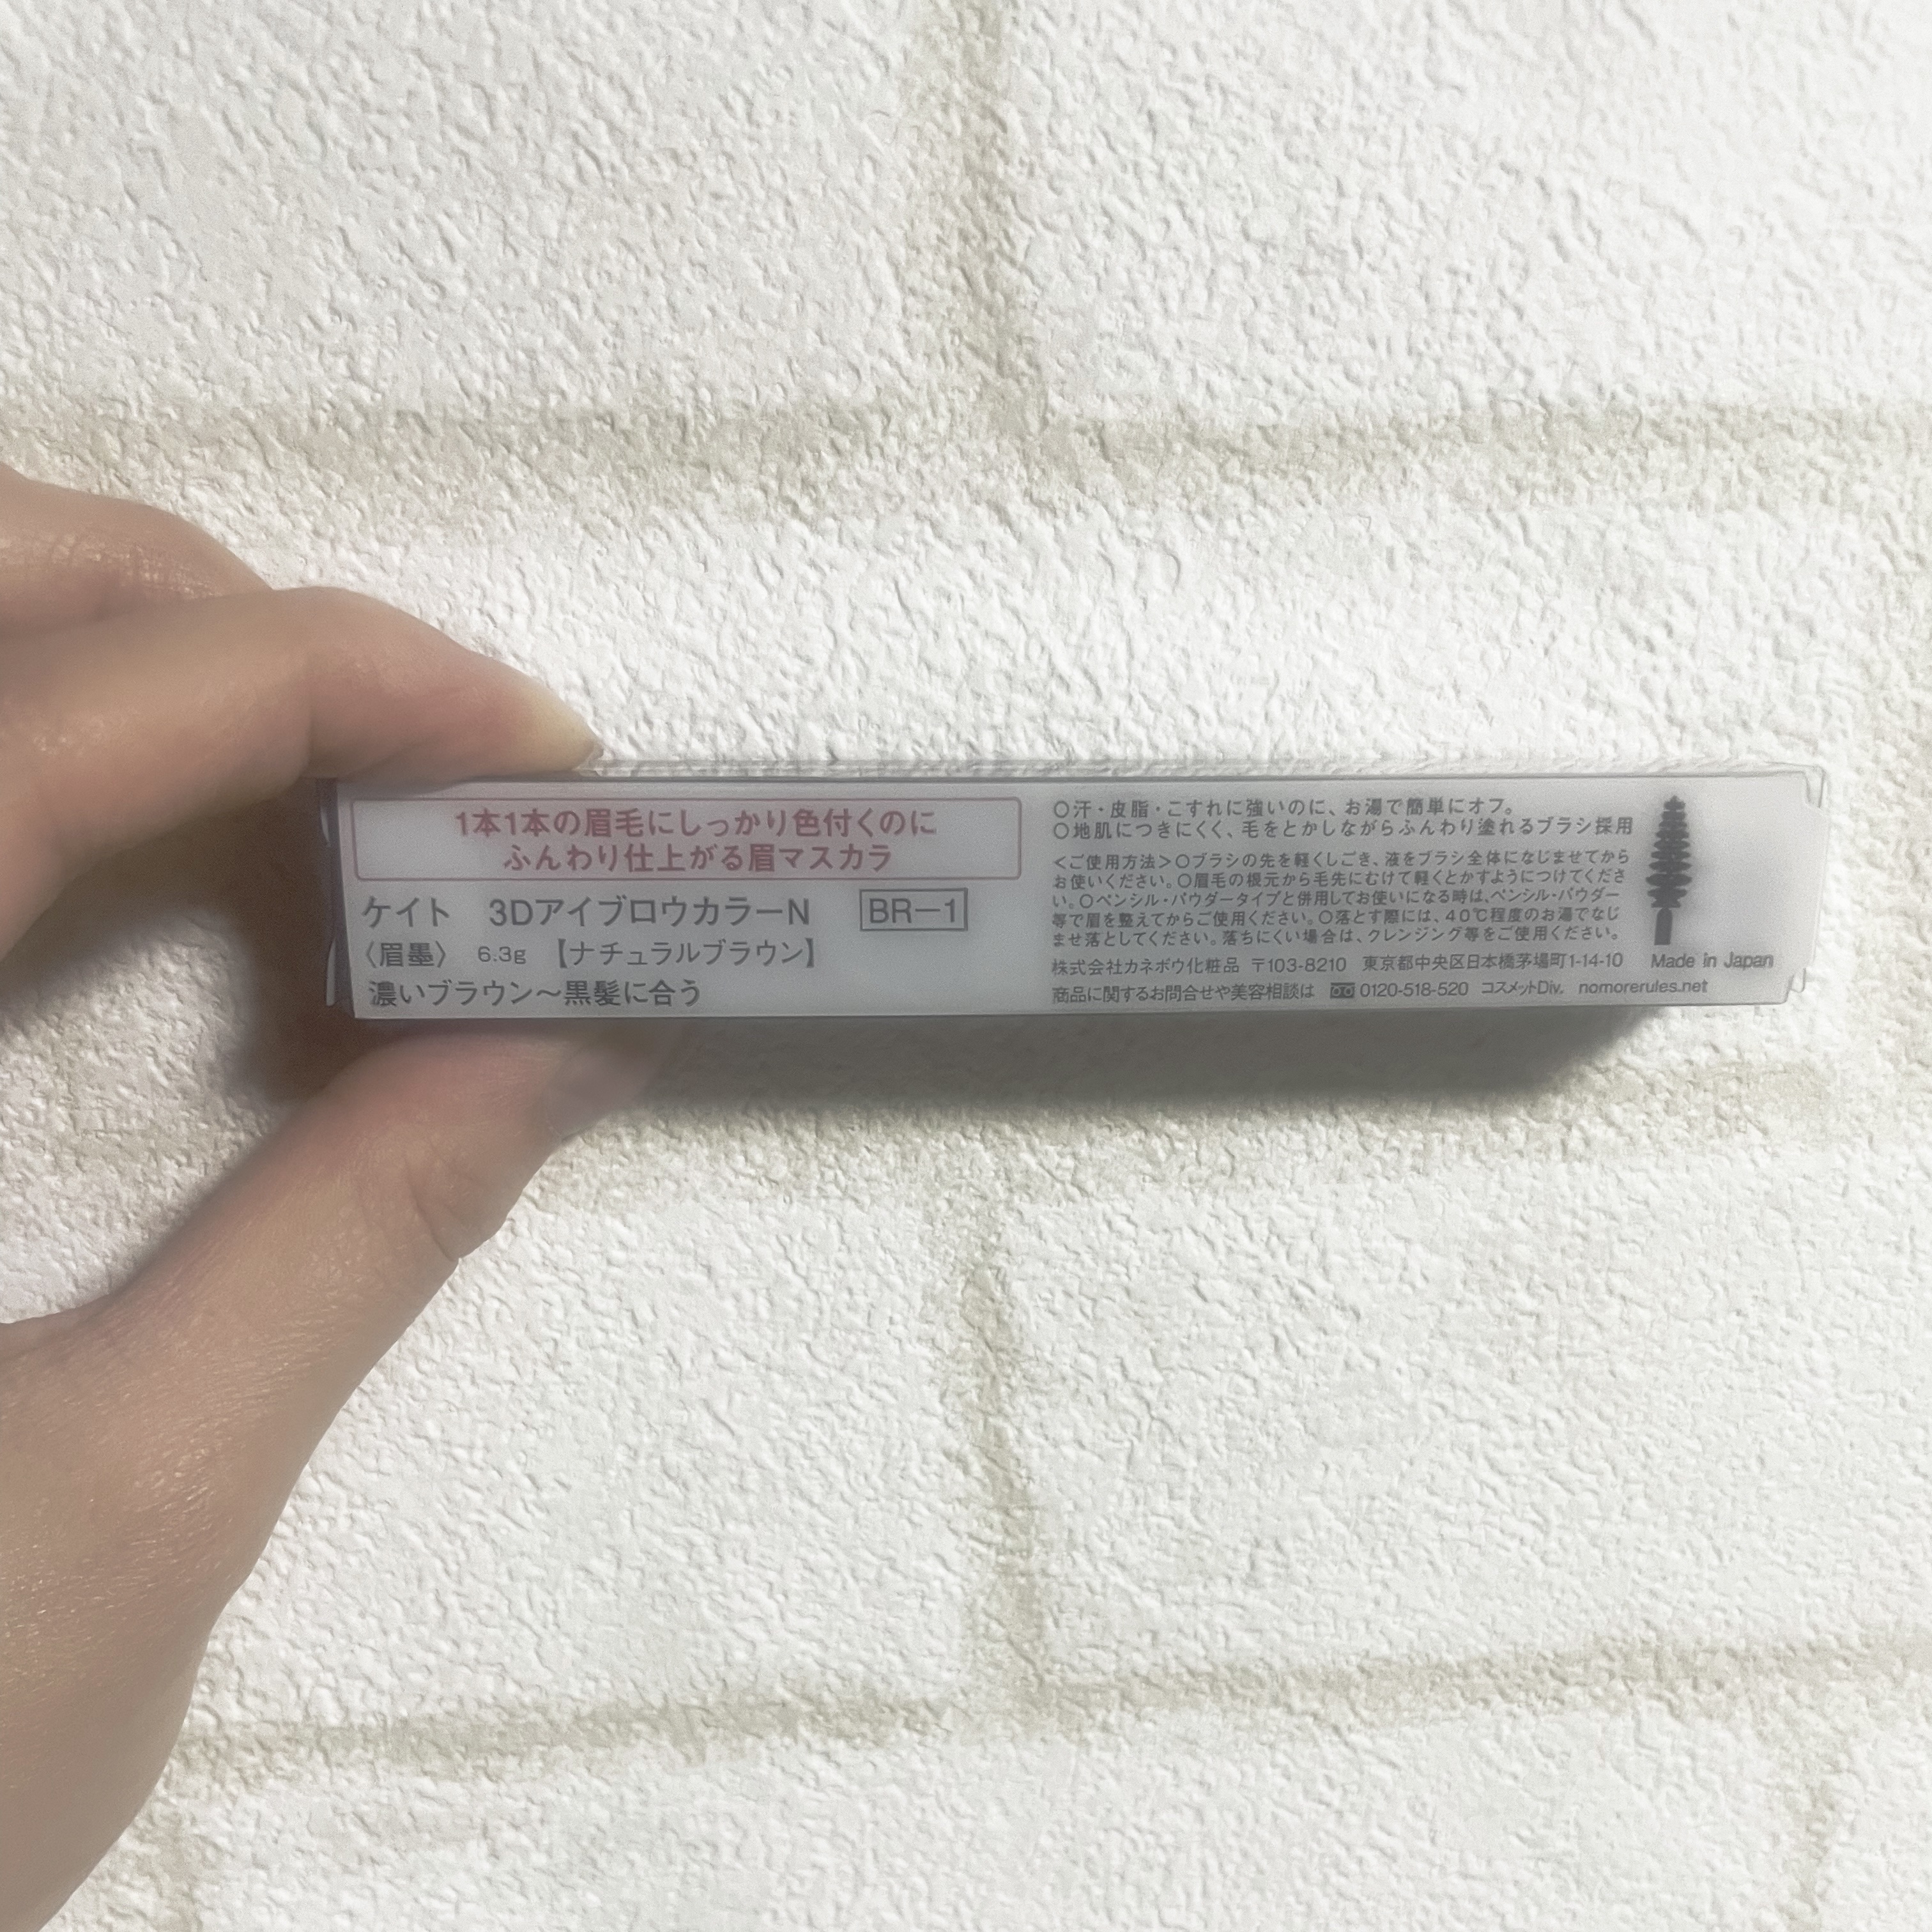 1本1本の眉毛にしっかり色付くのに
ふんわり仕上がる眉マスカラ
ケイト 3DアイブロウカラーN BR-1
〈眉墨〉 6.3g 【ナチュラルブラウン】
濃いブラウン〜黒髪に合う
○汗・皮脂・こすれに強いのに、お湯で簡単にオフ。
○地肌につきにくく、毛をとかしながらふんわり塗れるブラシ採用
<ご使用方法>○ブラシの先を軽くしごき、液をブラシ全体になじませてから
お使いください。○眉毛の根元から毛先にむけて軽くとかすようにつけてくださ
い。○ペンシル・パウダータイプと併用してお使いになる時は、ペンシル・パウダー
等で眉を整えてからご使用ください。○落とす際には、40℃程度のお湯でなじ
ませ落としてください。落ちにくい場合は、クレンジング等をご使用ください。
株式会社カネボウ化粧品 〒103-8210 東京都中央区日本橋茅場町1-14-10 Made in Japan
商品に関するお問合せや美容相談は 0120-518-520 コスメットDiv. nomorerules.net